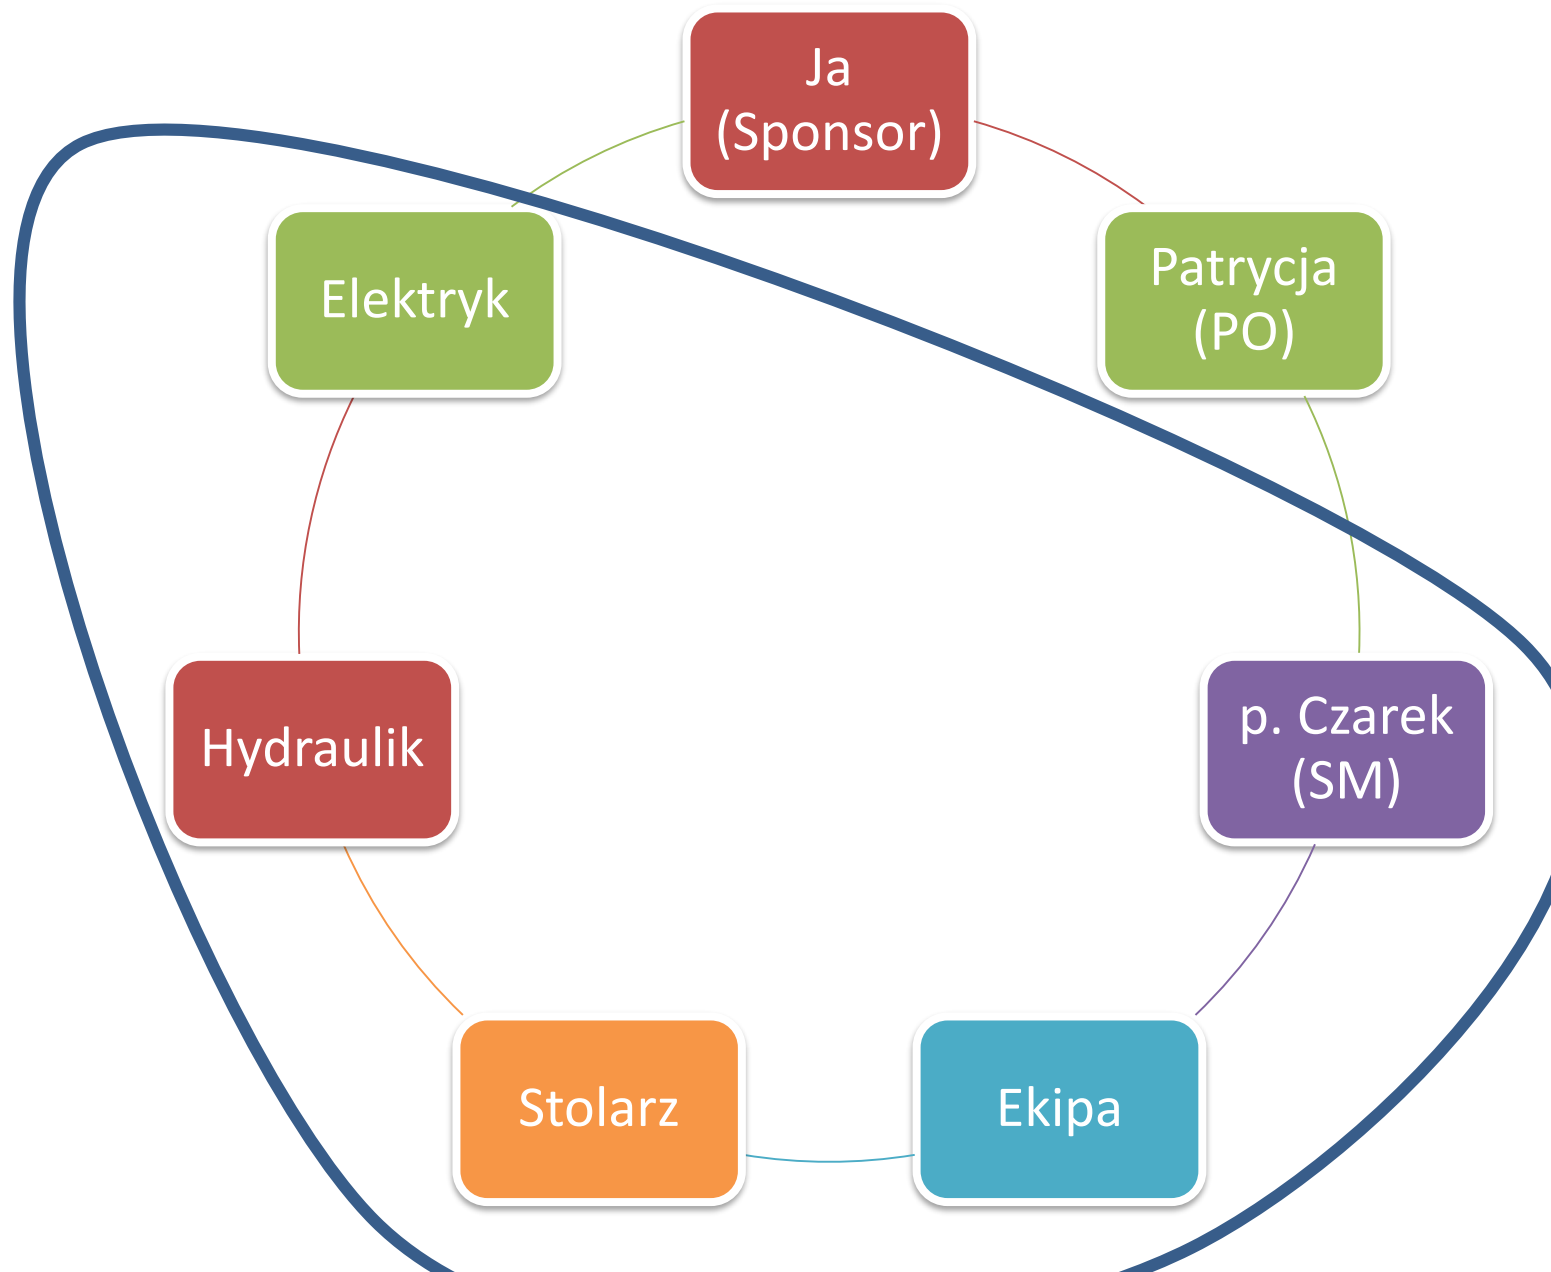 Ja
(Sponsor)
Patrycja
(PO)
Elektryk
p. Czarek
(SM)
Hydraulik
Stolarz
Ekipa